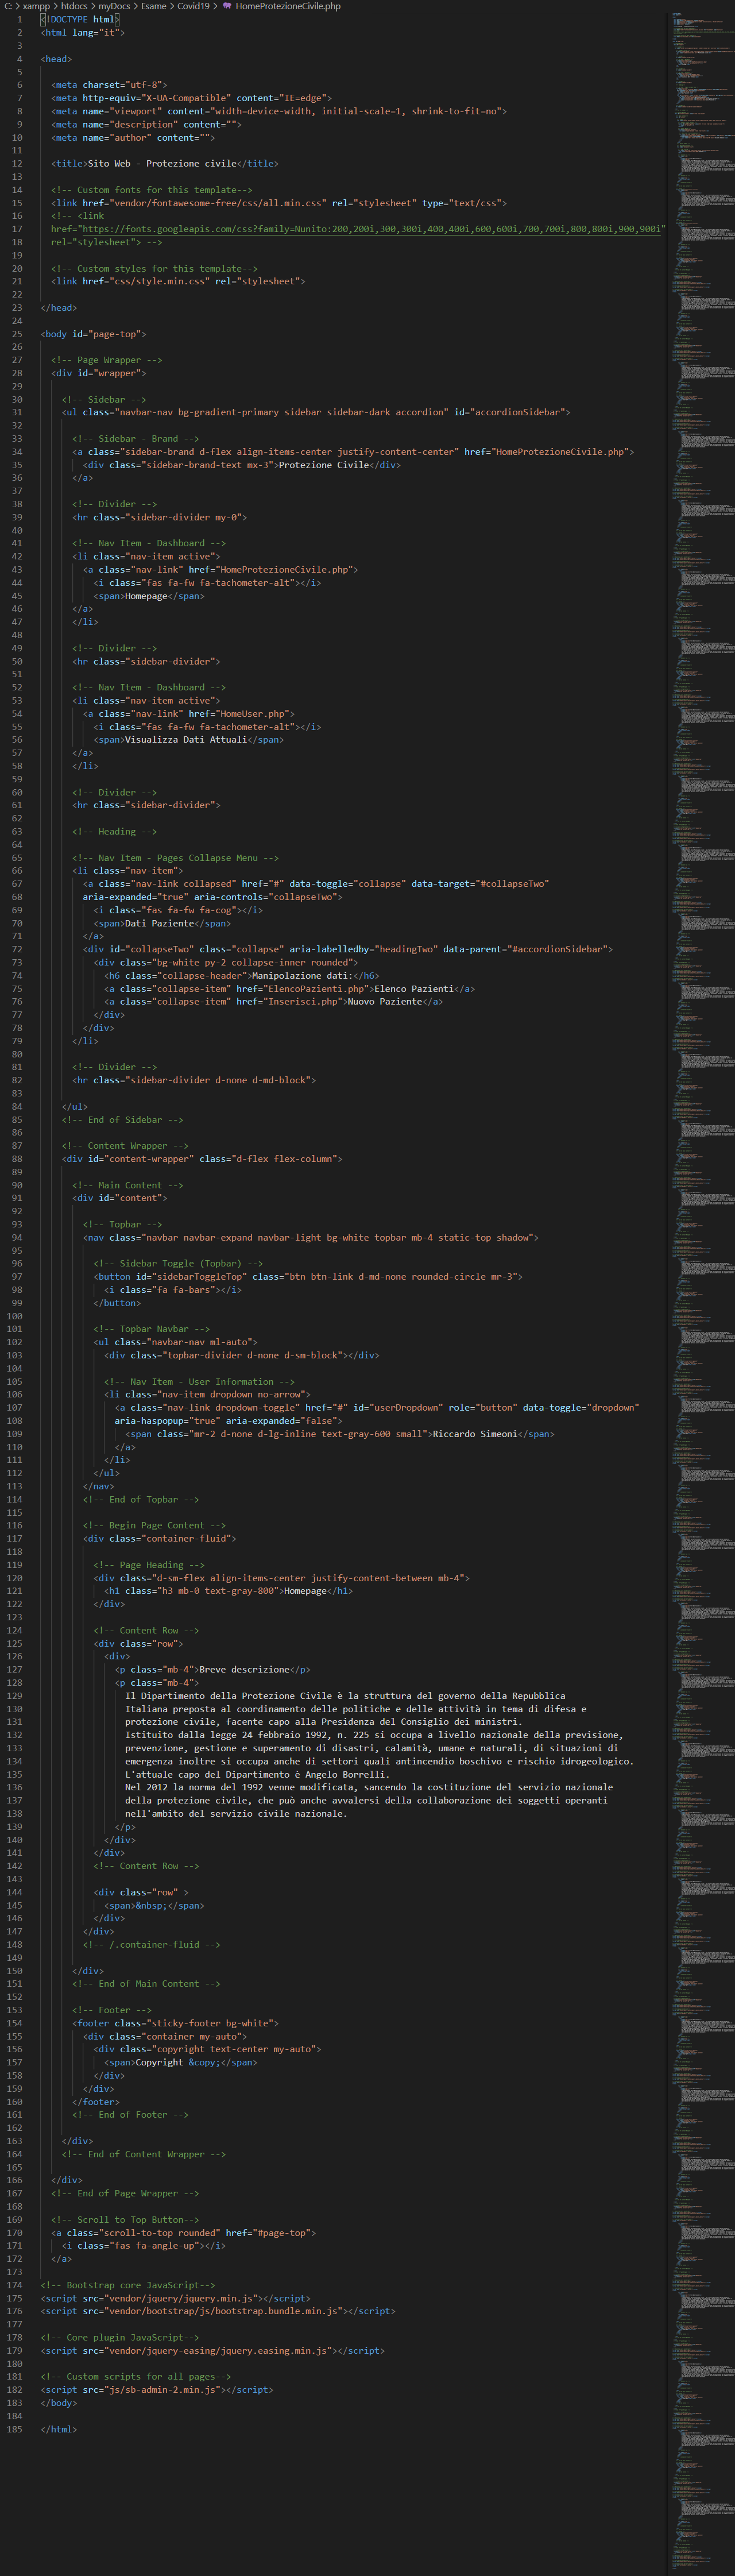 C: > xampp > htdocs > myDocs > Esame > Covid19 > HomeProtezioneCivile.php
1 <!DOCTYPE html>
2 <html lang="it">
3
4 <head>
5
6 <meta charset="utf-8">
7 <meta http-equiv="X-UA-Compatible" content="IE=edge">
8 <meta name="viewport" content="width=device-width, initial-scale=1, shrink-to-fit=no">
9 <meta name="description" content="">
10 <meta name="author" content="">
11
12 <title>Sito Web - Protezione civile</title>
13
14 <!-- Custom fonts for this template-->
15 <link href="vendor/fontawesome-free/css/all.min.css" rel="stylesheet" type="text/css">
16 <!-- <link
17 href="https://fonts.googleapis.com/css?family=Nunito:200,200i,300,300i,400,400i,600,600i,700,700i,800,800i,900,900i"
18 rel="stylesheet"> -->
19
20 <!-- Custom styles for this template-->
21 <link href="css/style.min.css" rel="stylesheet">
22
23 </head>
24
25 <body id="page-top">
26
27 <!-- Page Wrapper -->
28 <div id="wrapper">
29
30 <!-- Sidebar -->
31 <ul class="navbar-nav bg-gradient-primary sidebar sidebar-dark accordion" id="accordionSidebar">
32
33 <!-- Sidebar - Brand -->
34 <a class="sidebar-brand d-flex align-items-center justify-content-center" href="HomeProtezioneCivile.php">
35 <div class="sidebar-brand-text mx-3">Protezione Civile</div>
36 </a>
37
38 <!-- Divider -->
39 <hr class="sidebar-divider my-0">
40
41 <!-- Nav Item - Dashboard -->
42 <li class="nav-item active">
43 <a class="nav-link" href="HomeProtezioneCivile.php">
44 <i class="fas fa-fw fa-tachometer-alt"></i>
45 <span>Homepage</span>
46 </a>
47 </li>
48
49 <!-- Divider -->
50 <hr class="sidebar-divider">
51
52 <!-- Nav Item - Dashboard -->
53 <li class="nav-item active">
54 <a class="nav-link" href="HomeUser.php">
55 <i class="fas fa-fw fa-tachometer-alt"></i>
56 <span>Visualizza Dati Attuali</span>
57 </a>
58 </li>
59
60 <!-- Divider -->
61 <hr class="sidebar-divider">
62
63 <!-- Heading -->
64
65 <!-- Nav Item - Pages Collapse Menu -->
66 <li class="nav-item">
67 <a class="nav-link collapsed" href="#" data-toggle="collapse" data-target="#collapseTwo"
68 aria-expanded="true" aria-controls="collapseTwo">
69 <i class="fas fa-fw fa-cog"></i>
70 <span>Dati Paziente</span>
71 </a>
72 <div id="collapseTwo" class="collapse" aria-labelledby="headingTwo" data-parent="#accordionSidebar">
73 <div class="bg-white py-2 collapse-inner rounded">
74 <h6 class="collapse-header">Manipolazione dati:</h6>
75 <a class="collapse-item" href="ElencoPazienti.php">Elenco Pazienti</a>
76 <a class="collapse-item" href="Inserisci.php">Nuovo Paziente</a>
77 </div>
78 </div>
79 </li>
80
81 <!-- Divider -->
82 <hr class="sidebar-divider d-none d-md-block">
83
84 </ul>
85 <!-- End of Sidebar -->
86
87 <!-- Content Wrapper -->
88 <div id="content-wrapper" class="d-flex flex-column">
89
90 <!-- Main Content -->
91 <div id="content">
92
93 <!-- Topbar -->
94 <nav class="navbar navbar-expand navbar-light bg-white topbar mb-4 static-top shadow">
95
96 <!-- Sidebar Toggle (Topbar) -->
97 <button id="sidebarToggleTop" class="btn btn-link d-md-none rounded-circle mr-3">
98 <i class="fa fa-bars"></i>
99 </button>
100
101 <!-- Topbar Navbar -->
102 <ul class="navbar-nav ml-auto">
103 <div class="topbar-divider d-none d-sm-block"></div>
104
105 <!-- Nav Item - User Information -->
106 <li class="nav-item dropdown no-arrow">
107 <a class="nav-link dropdown-toggle" href="#" id="userDropdown" role="button" data-toggle="dropdown"
108 aria-haspopup="true" aria-expanded="false">
109 <span class="mr-2 d-none d-lg-inline text-gray-600 small">Riccardo Simeoni</span>
110 </a>
111 </li>
112 </ul>
113 </nav>
114 <!-- End of Topbar -->
115
116 <!-- Begin Page Content -->
117 <div class="container-fluid">
118
119 <!-- Page Heading -->
120 <div class="d-sm-flex align-items-center justify-content-between mb-4">
121 <h1 class="h3 mb-0 text-gray-800">Homepage</h1>
122 </div>
123
124 <!-- Content Row -->
125 <div class="row">
126 <div>
127 <p class="mb-4">Breve descrizione</p>
128 <p class="mb-4">
129 Il Dipartimento della Protezione Civile è la struttura del governo della Repubblica
130 Italiana preposta al coordinamento delle politiche e delle attività in tema di difesa e
131 protezione civile, facente capo alla Presidenza del Consiglio dei ministri.
132 Istituito dalla legge 24 febbraio 1992, n. 225 si occupa a livello nazionale della previsione,
133 prevenzione, gestione e superamento di disastri, calamità, umane e naturali, di situazioni di
134 emergenza inoltre si occupa anche di settori quali antincendio boschivo e rischio idrogeologico.
135 L'attuale capo del Dipartimento è Angelo Borrelli.
136 Nel 2012 la norma del 1992 venne modificata, sancendo la costituzione del servizio nazionale
137 della protezione civile, che può anche avvalersi della collaborazione dei soggetti operanti
138 nell'ambito del servizio civile nazionale.
139 </p>
140 </div>
141 </div>
142 <!-- Content Row -->
143
144 <div class="row" >
145 <span>&nbsp;</span>
146 </div>
147 </div>
148 <!-- /.container-fluid -->
149
150 </div>
151 <!-- End of Main Content -->
152
153 <!-- Footer -->
154 <footer class="sticky-footer bg-white">
155 <div class="container my-auto">
156 <div class="copyright text-center my-auto">
157 <span>Copyright &copy;</span>
158 </div>
159 </div>
160 </footer>
161 <!-- End of Footer -->
162
163 </div>
164 <!-- End of Content Wrapper -->
165
166 </div>
167 <!-- End of Page Wrapper -->
168
169 <!-- Scroll to Top Button-->
170 <a class="scroll-to-top rounded" href="#page-top">
171 <i class="fas fa-angle-up"></i>
172 </a>
173
174 <!-- Bootstrap core JavaScript-->
175 <script src="vendor/jquery/jquery.min.js"></script>
176 <script src="vendor/bootstrap/js/bootstrap.bundle.min.js"></script>
177
178 <!-- Core plugin JavaScript-->
179 <script src="vendor/jquery-easing/jquery.easing.min.js"></script>
180
181 <!-- Custom scripts for all pages-->
182 <script src="js/sb-admin-2.min.js"></script>
183 </body>
184
185 </html>